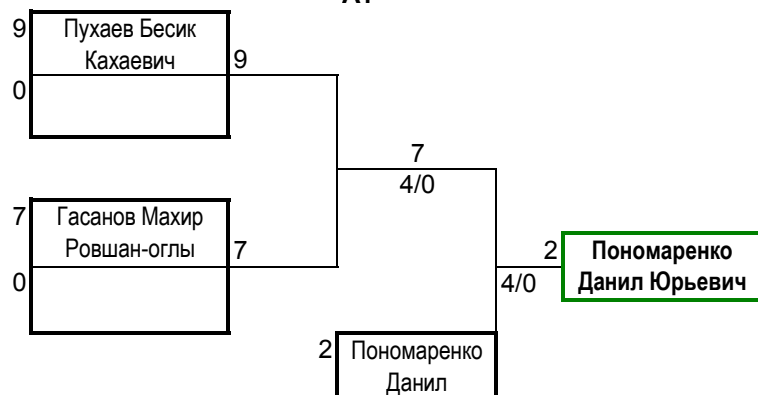 9
Пухаев Бесик
Кахаевич
9
0
7
4/0
7
Гасанов Махир
Ровшан-оглы
7
0
2
Пономаренко
Данил Юрьевич
4/0
2
Пономаренко
Данил